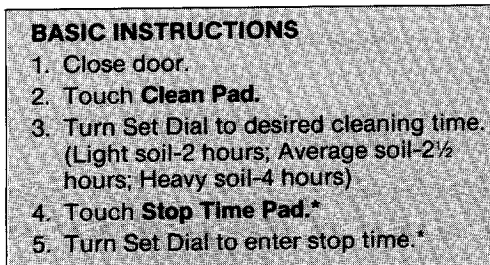 BASIC INSTRUCTIONS
1. Close door.
2. Touch Clean Pad.
3. Turn Set Dial to desired cleaning time.
(Light soil-2 hours; Average soil-2½
hours; Heavy soil-4 hours)
4. Touch Stop Time Pad.*
5. Turn Set Dial to enter stop time.*